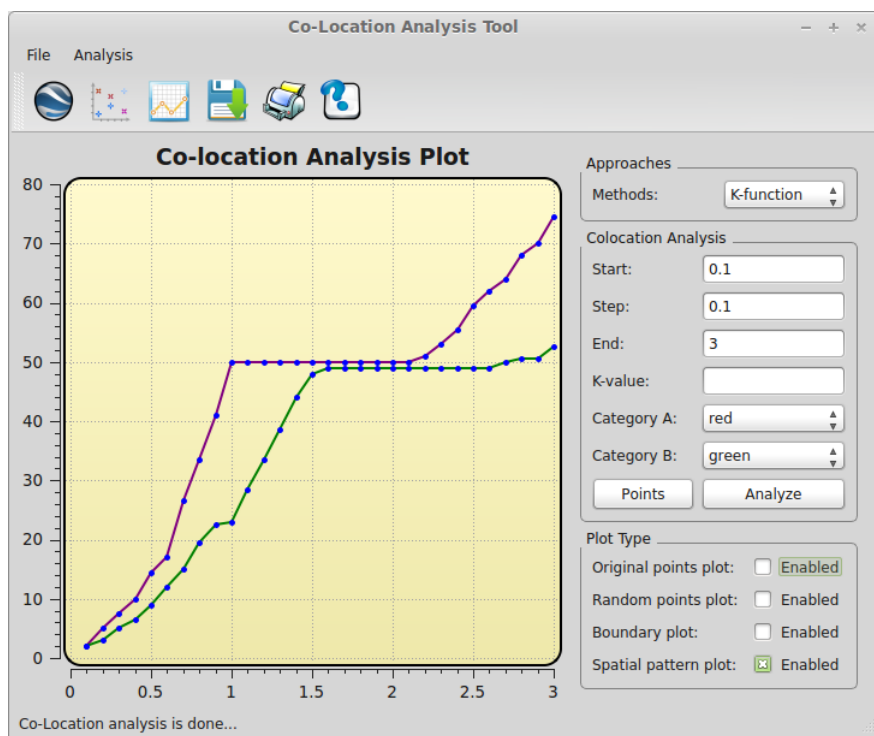 Co-Location Analysis Tool
File Analysis
Co-location Analysis Plot
80
70
60
50
40
30
20
10
0
0 0.5 1 1.5 2 2.5 3
Approaches
Methods: K-function
Colocation Analysis
Start: 0.1
Step: 0.1
End: 3
K-value:
Category A: red
Category B: green
Points Analyze
Plot Type
Original points plot: Enabled
Random points plot: Enabled
Boundary plot: Enabled
Spatial pattern plot: Enabled
Co-Location analysis is done...